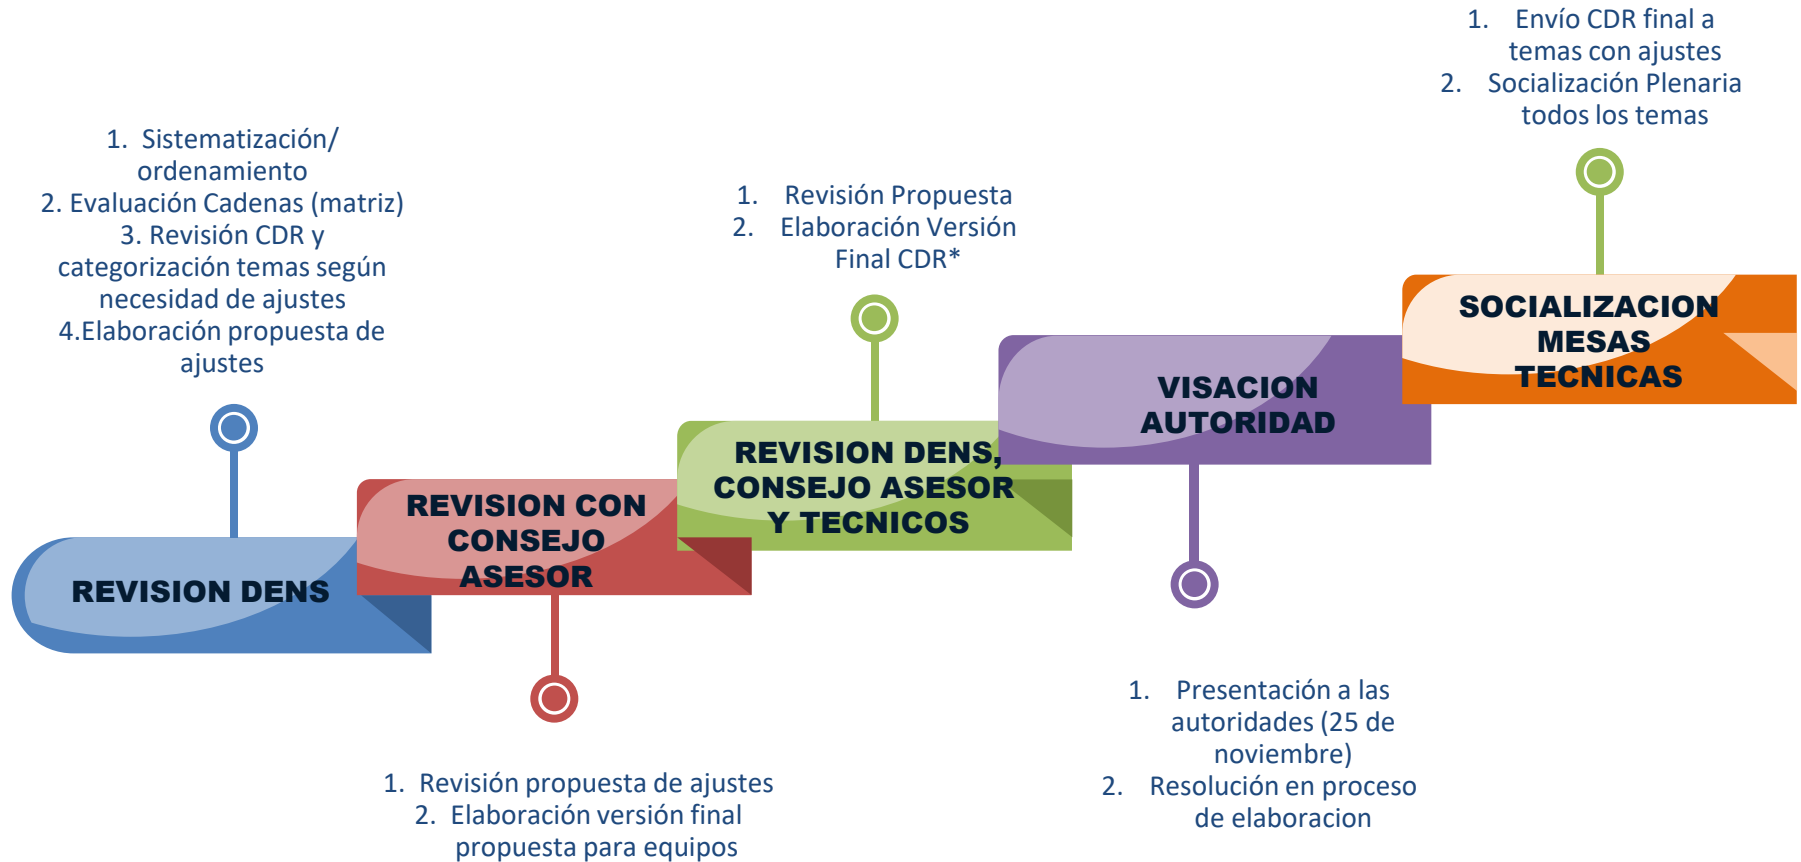 1. Sistematización/
ordenamiento
2. Evaluación Cadenas (matriz)
3. Revisión CDR y
categorización temas según
necesidad de ajustes
4.Elaboración propuesta de
ajustes
REVISION DENS
REVISION CON
CONSEJO
ASESOR
1. Revisión propuesta de ajustes
2. Elaboración versión final
propuesta para equipos
1. Revisión Propuesta
2. Elaboración Versión
Final CDR*
REVISION DENS,
CONSEJO ASESOR
Y TECNICOS
VISACION
AUTORIDAD
1. Presentación a las
autoridades (25 de
noviembre)
2. Resolución en proceso
de elaboracion
1. Envío CDR final a
temas con ajustes
2. Socialización Plenaria
todos los temas
SOCIALIZACION
MESAS
TECNICAS